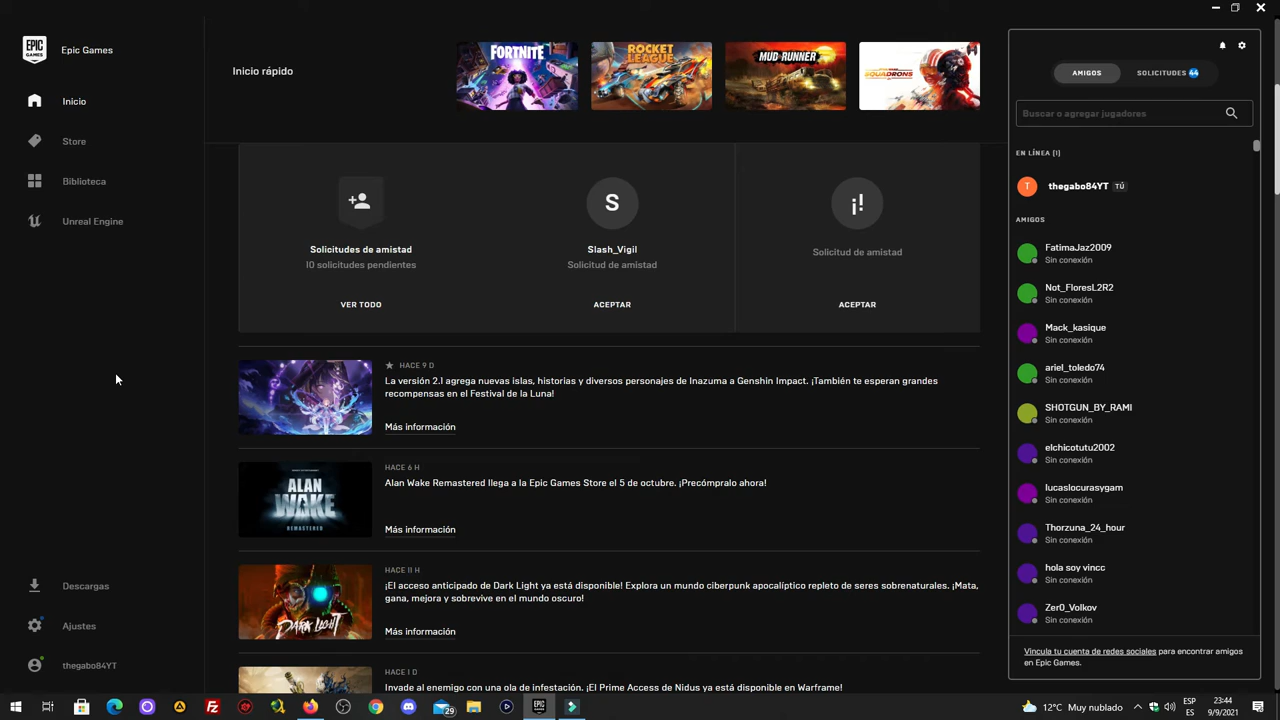 EPIC GAMES
Epic Games
Inicio
Store
Biblioteca
Unreal Engine
Descargas
Ajustes
thegabo84YT
Inicio rápido
FORTNITE
ROCKET LEAGUE
MUD RUNNER
SQUADRONS
Solicitudes de amistad
10 solicitudes pendientes
VER TODO
S
Slash_Vigil
Solicitud de amistad
ACEPTAR
¡!
Solicitud de amistad
ACEPTAR
HACE 9 D
La versión 2.1 agrega nuevas islas, historias y diversos personajes de Inazuma a Genshin Impact. ¡También te esperan grandes
recompensas en el Festival de la Luna!
Más información
ALAN
WAKE
REMASTERED
HACE 6 H
Alan Wake Remastered llega a la Epic Games Store el 5 de octubre. ¡Precómpralo ahora!
Más información
DARK LIGHT
HACE 11 H
¡El acceso anticipado de Dark Light ya está disponible! Explora un mundo ciberpunk apocalíptico repleto de seres sobrenaturales. ¡Mata,
gana, mejora y sobrevive en el mundo oscuro!
Más información
HACE 1 D
Invade al enemigo con una ola de infestación. ¡El Prime Access de Nidus ya está disponible en Warframe!
AMIGOS
SOLICITUDES 44
Buscar o agregar jugadores
EN LÍNEA (1)
T
thegabo84YT TÚ
AMIGOS
FatimaJaz2009
Sin conexión
Not_FloresL2R2
Sin conexión
Mack_kasique
Sin conexión
ariel_toledo74
Sin conexión
SHOTGUN_BY_RAMI
Sin conexión
elchicotutu2002
Sin conexión
lucaslocurasygam
Sin conexión
Thorzuna_24_hour
Sin conexión
hola soy vincc
Sin conexión
Zer0_Volkov
Sin conexión
Vincula tu cuenta de redes sociales para encontrar amigos
en Epic Games.
29
12°C Muy nublado
ESP
ES
23:44
9/9/2021